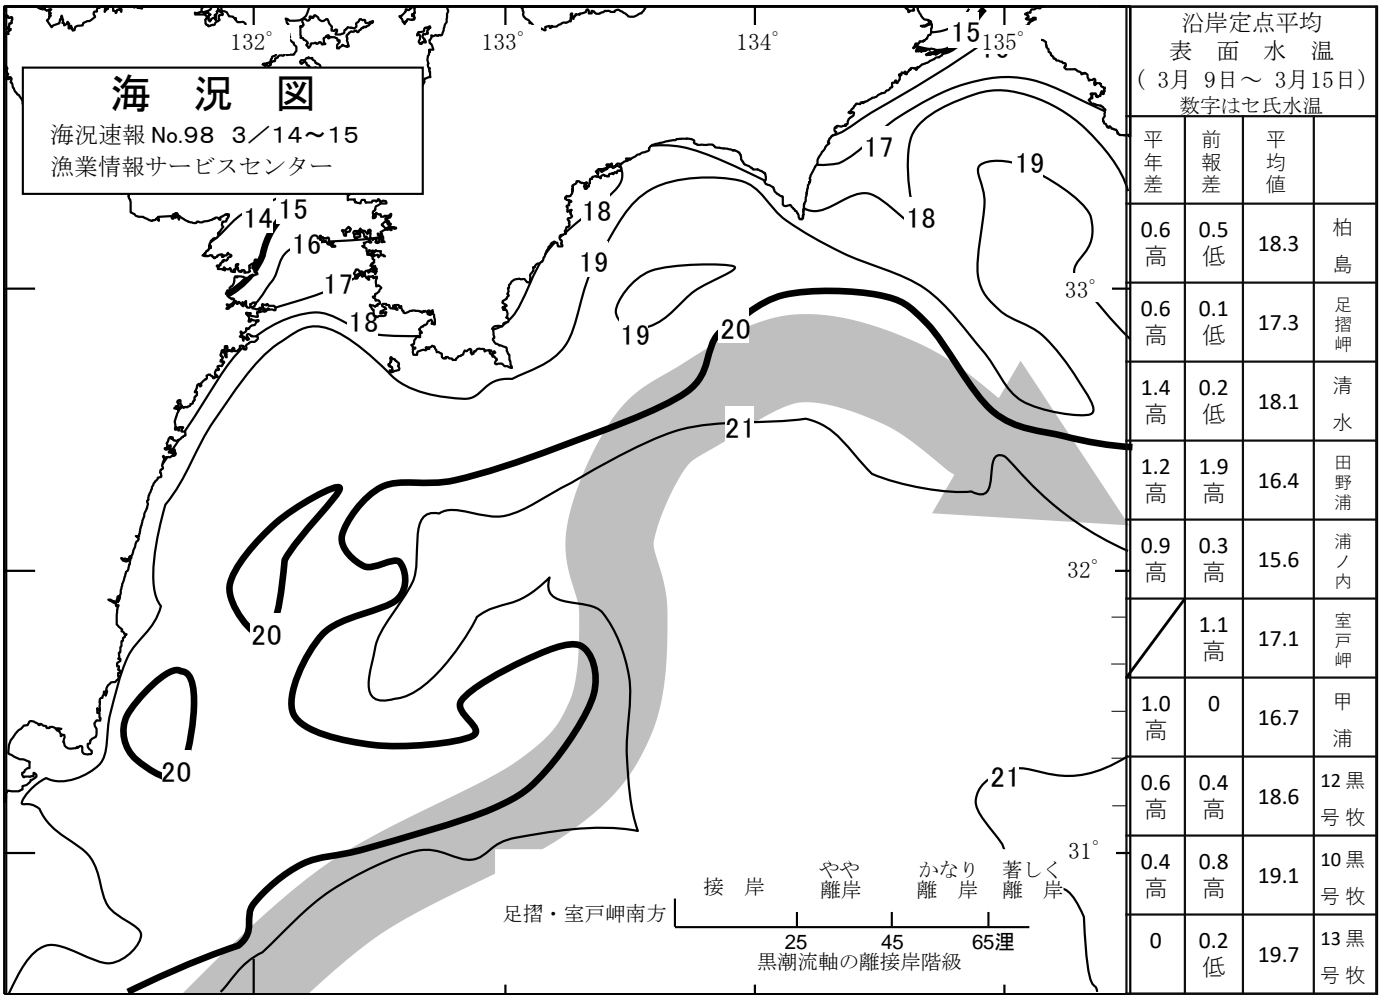 海況図
海況速報 No.98 3／14～15
漁業情報サービスセンター
132°
133°
134°
135°
15
17
18
19
14
15
16
17
18
18
19
19
20
21
20
20
21
33°
32°
31°
接岸
やや離岸
かなり離岸
著しく離岸
足摺・室戸岬南方
25 45 65浬
黒潮流軸の離接岸階級
沿岸定点平均
表面水温
( 3月 9日～ 3月15日)
数字はセ氏水温
平年差 前報差 平均値
0.6高 0.5低 18.3 柏島
0.6高 0.1低 17.3 足摺岬
1.4高 0.2低 18.1 清水
1.2高 1.9高 16.4 田野浦
0.9高 0.3高 15.6 浦ノ内
1.1高 17.1 室戸岬
1.0高 0 16.7 甲浦
0.6高 0.4高 18.6 黒牧12号
0.4高 0.8高 19.1 黒牧10号
0 0.2低 19.7 黒牧13号